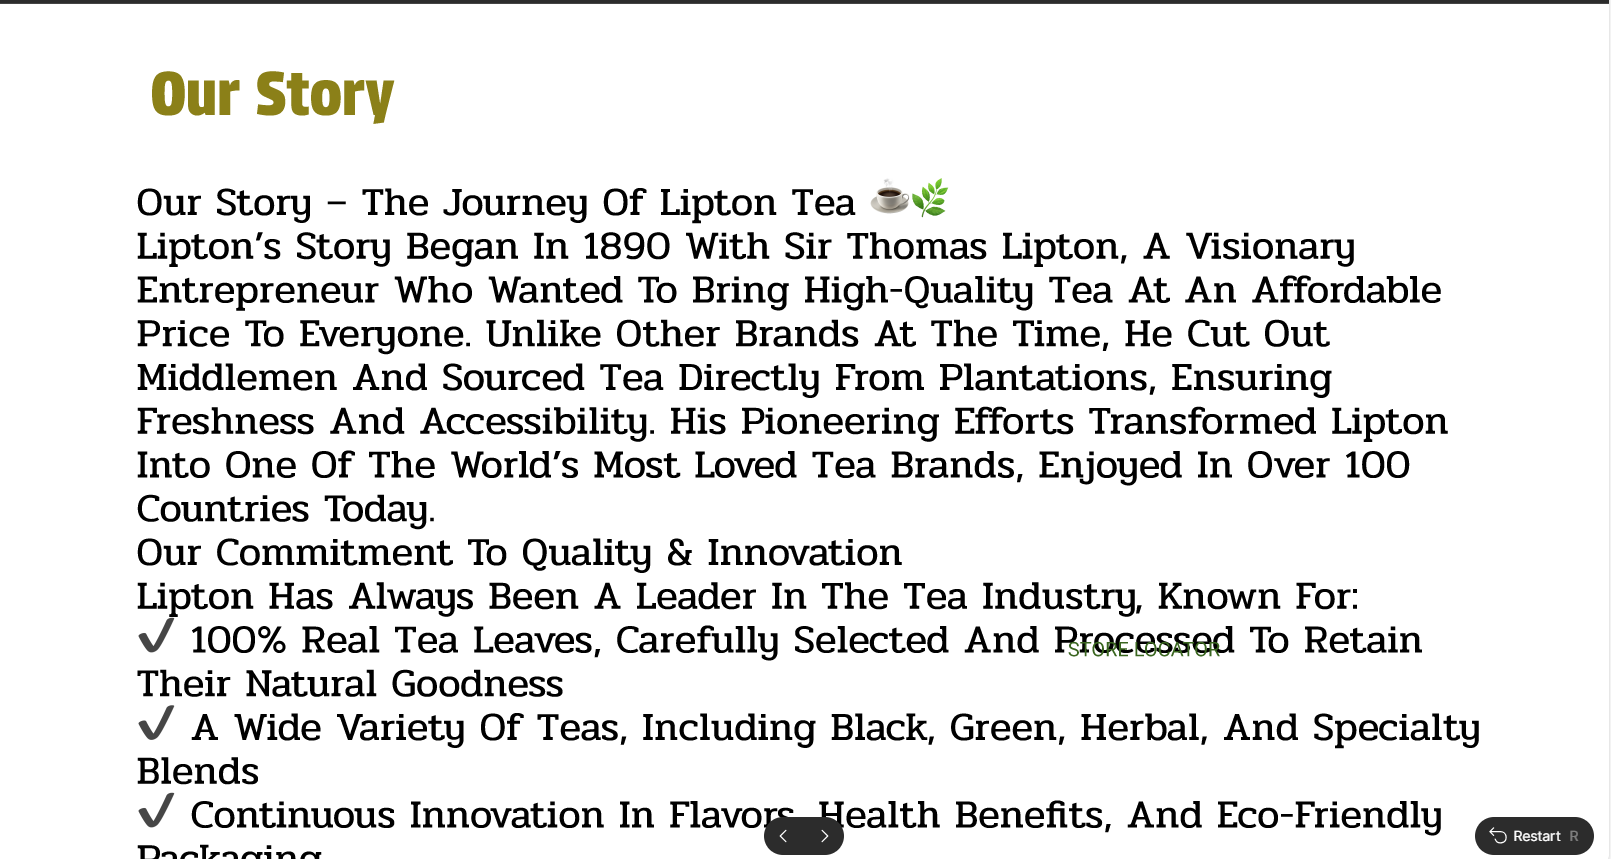 Our Story
Our Story – The Journey Of Lipton Tea ☕🌿
Lipton’s Story Began In 1890 With Sir Thomas Lipton, A Visionary
Entrepreneur Who Wanted To Bring High-Quality Tea At An Affordable
Price To Everyone. Unlike Other Brands At The Time, He Cut Out
Middlemen And Sourced Tea Directly From Plantations, Ensuring
Freshness And Accessibility. His Pioneering Efforts Transformed Lipton
Into One Of The World’s Most Loved Tea Brands, Enjoyed In Over 100
Countries Today.
Our Commitment To Quality & Innovation
Lipton Has Always Been A Leader In The Tea Industry, Known For:
✔ 100% Real Tea Leaves, Carefully Selected And Processed To Retain
STORE LOCATOR
Their Natural Goodness
✔ A Wide Variety Of Teas, Including Black, Green, Herbal, And Specialty
Blends
✔ Continuous Innovation In Flavors, Health Benefits, And Eco-Friendly
Packaging
Restart R